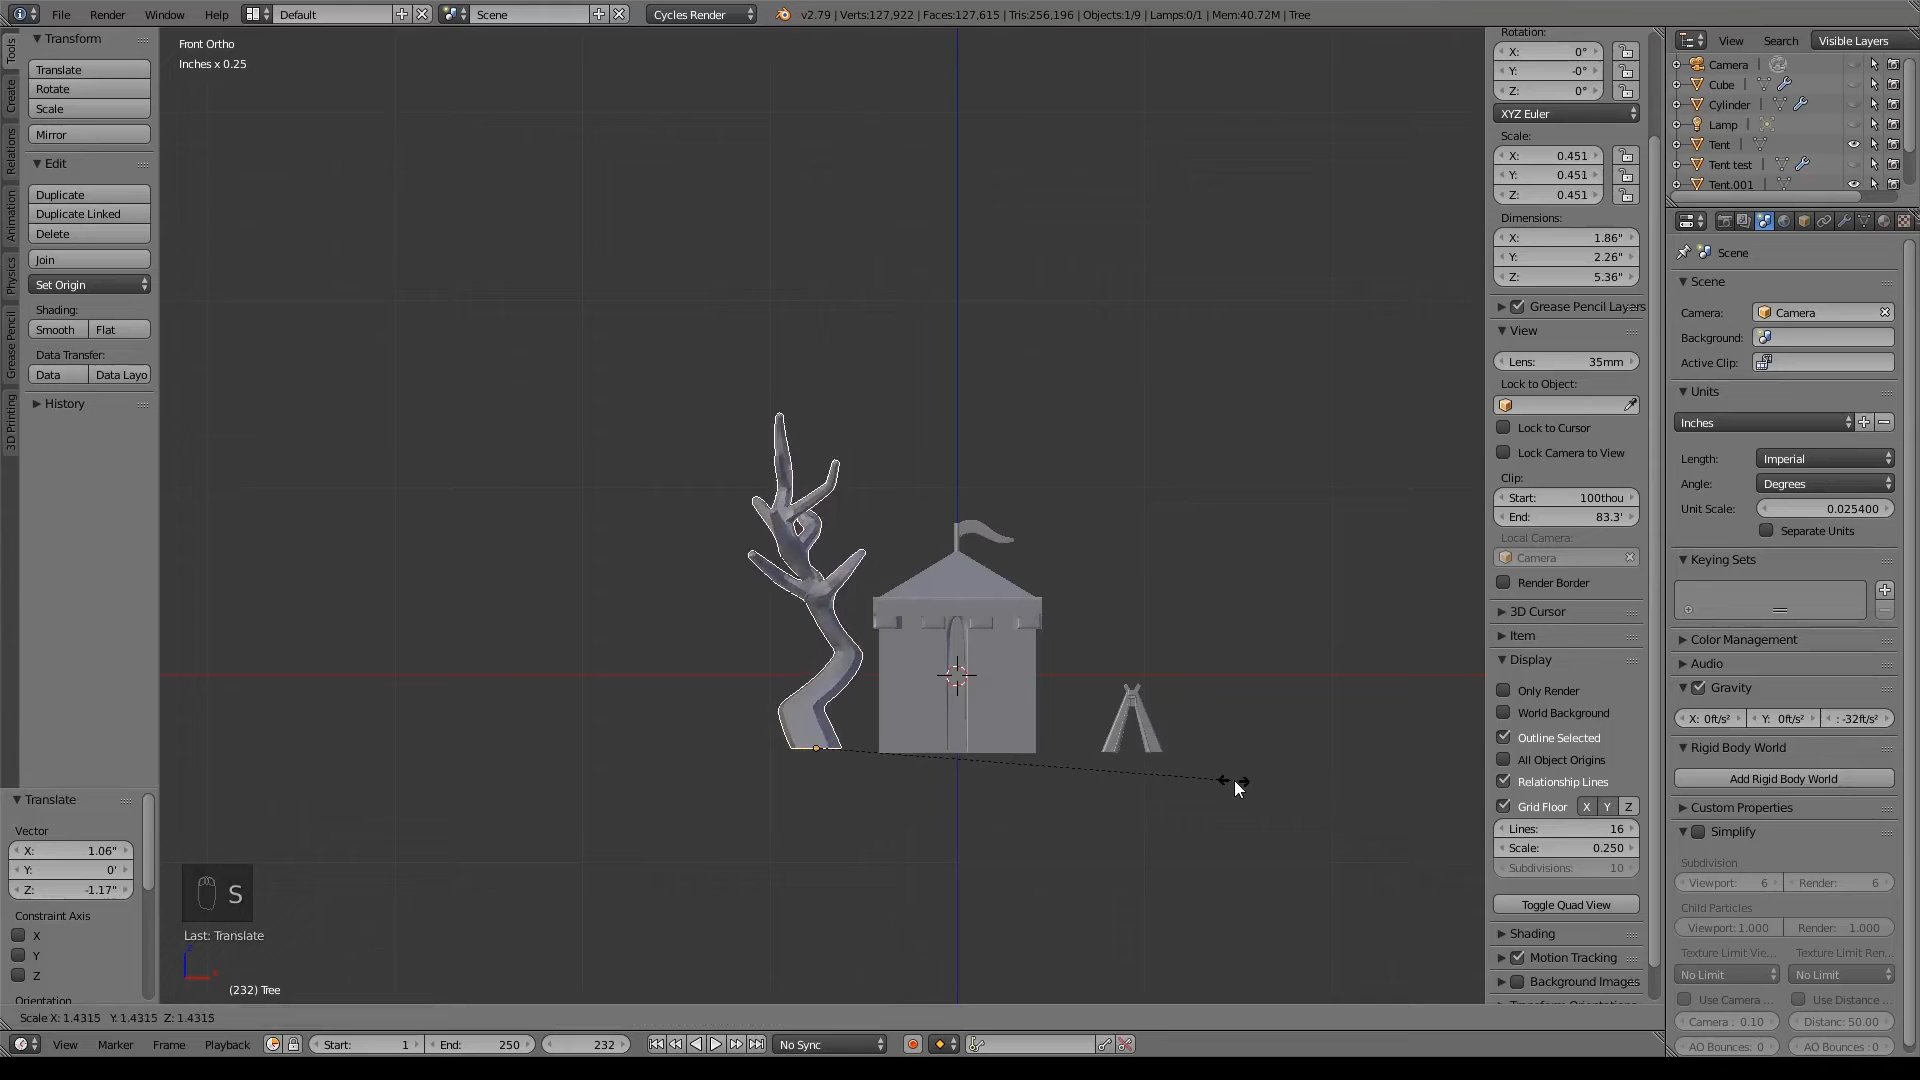 File Render Window Help Default Scene Cycles Render v2.79 | Verts:127,922 | Faces:127,615 | Tris:256,196 | Objects:1/9 | Lamps:0/1 | Mem:40.72M | Tree
Tools
Create
Relations
Animation
Physics
Grease Pencil
3D Printing
Transform
Translate
Rotate
Scale
Mirror
Edit
Duplicate
Duplicate Linked
Delete
Join
Set Origin
Shading:
Smooth Flat
Data Transfer:
Data Data Layo
History
Translate
Vector
X: 1.06"
Y: 0'
Z: -1.17"
Constraint Axis
X
Y
Z
Orientation
Front Ortho
Inches x 0.25
S
Last: Translate
z
x
(232) Tree
Rotation:
X: 0°
Y: -0°
Z: 0°
XYZ Euler
Scale:
X: 0.451
Y: 0.451
Z: 0.451
Dimensions:
X: 1.86"
Y: 2.26"
Z: 5.36"
Grease Pencil Layers
View
Lens: 35mm
Lock to Object:
Lock to Cursor
Lock Camera to View
Clip:
Start: 100thou
End: 83.3'
Local Camera:
Camera
Render Border
3D Cursor
Item
Display
Only Render
World Background
Outline Selected
All Object Origins
Relationship Lines
Grid Floor X Y Z
Lines: 16
Scale: 0.250
Subdivisions: 10
Toggle Quad View
Shading
Motion Tracking
Background Images
View Search Visible Layers
Camera
Cube
Cylinder
Lamp
Tent
Tent test
Tent.001
Scene
Scene
Camera: Camera
Background:
Active Clip:
Units
Inches
Length: Imperial
Angle: Degrees
Unit Scale: 0.025400
Separate Units
Keying Sets
Color Management
Audio
Gravity
X: 0ft/s² Y: 0ft/s² : -32ft/s²
Rigid Body World
Add Rigid Body World
Custom Properties
Simplify
Subdivision
Viewport: 6 Render: 6
Child Particles
Viewport: 1.000 Render: 1.000
Texture Limit Vie... Texture Limit Ren...
No Limit No Limit
Use Camera ... Use Distance ...
Camera : 0.10 Distanc: 50.00
AO Bounces: 0 AO Bounces : 0
Scale X: 1.4315 Y: 1.4315 Z: 1.4315
View Marker Frame Playback Start: 1 End: 250 232 No Sync